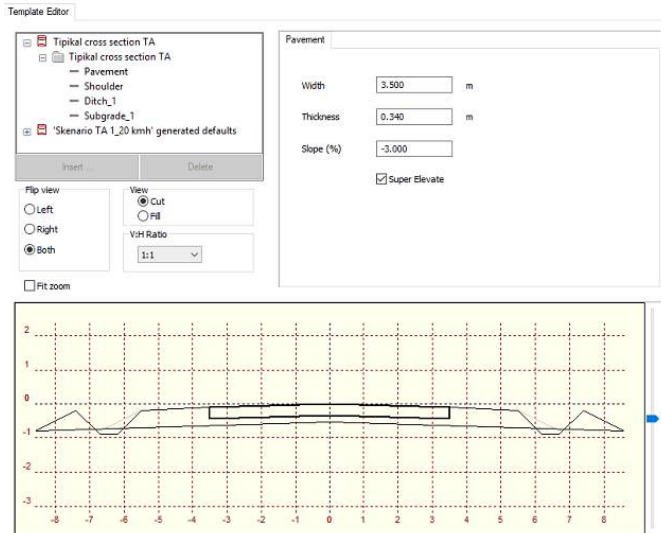 Template Editor
Tipikal cross section TA
Tipikal cross section TA
Pavement
Shoulder
Ditch_1
Subgrade_1
'Skenario TA 1_20 kmh' generated defaults
Insert ...
Delete
Flip view
Left
Right
Both
View
Cut
Fill
V:H Ratio
1:1
Fit zoom
Pavement
Width 3.500 m
Thickness 0.340 m
Slope (%) -3.000
Super Elevate
2
1
0
-1
-2
-3
-8 -7 -6 -5 -4 -3 -2 -1 0 1 2 3 4 5 6 7 8